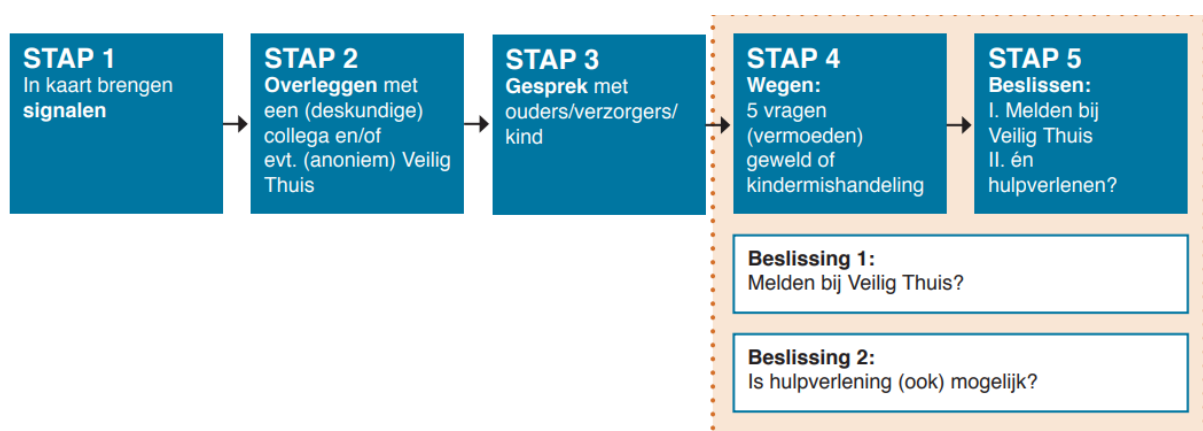 STAP 1
In kaart brengen
signalen
STAP 2
Overleggen met
een (deskundige)
collega en/of
evt. (anoniem) Veilig
Thuis
STAP 3
Gesprek met
ouders/verzorgers/
kind
STAP 4
Wegen:
5 vragen
(vermoeden)
geweld of
kindermishandeling
STAP 5
Beslissen:
I. Melden bij
Veilig Thuis
II. én
hulpverlenen?
Beslissing 1:
Melden bij Veilig Thuis?
Beslissing 2:
Is hulpverlening (ook) mogelijk?